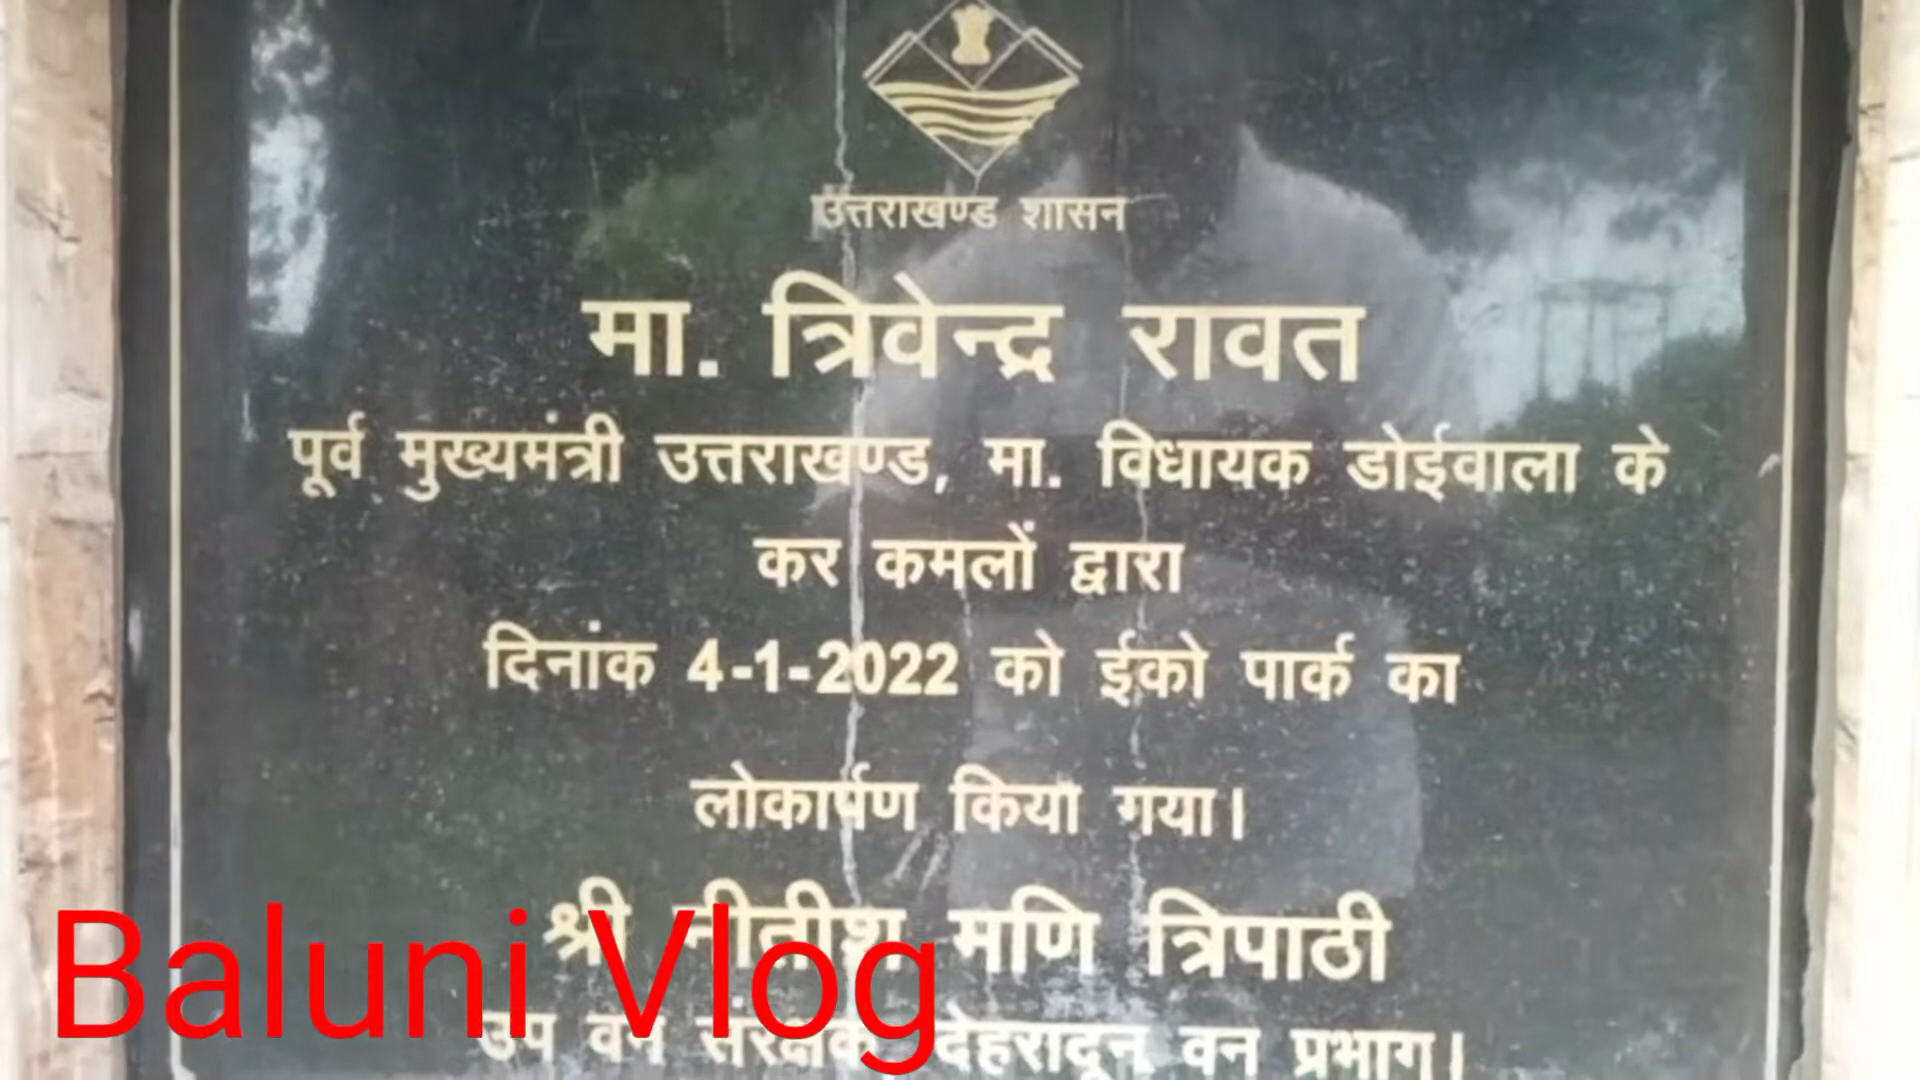 उत्तराखण्ड शासन
मा. त्रिवेन्द्र रावत
पूर्व मुख्यमंत्री उत्तराखण्ड, मा. विधायक डोईवाला के
कर कमलों द्वारा
दिनांक 4-1-2022 को ईको पार्क का
लोकार्पण किया गया।
श्री नीतीश मणि त्रिपाठी
उप वन संरक्षक, देहरादून वन प्रभाग।
Baluni Vlog